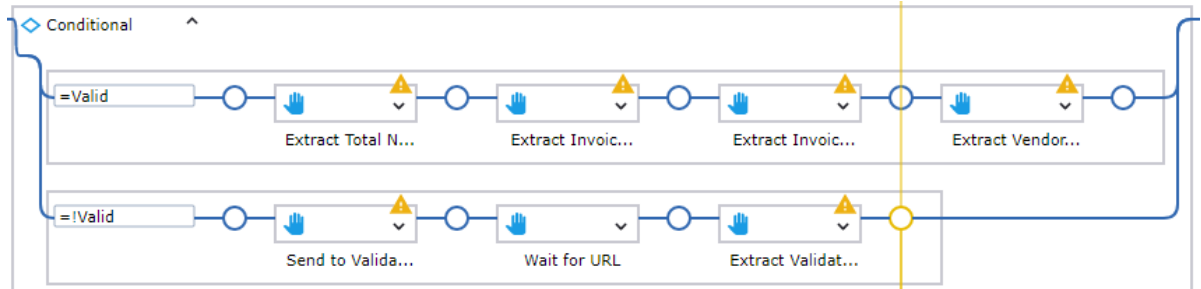 Conditional
=Valid
Extract Total N...
Extract Invoic...
Extract Invoic...
Extract Vendor...
=!Valid
Send to Valida...
Wait for URL
Extract Validat...